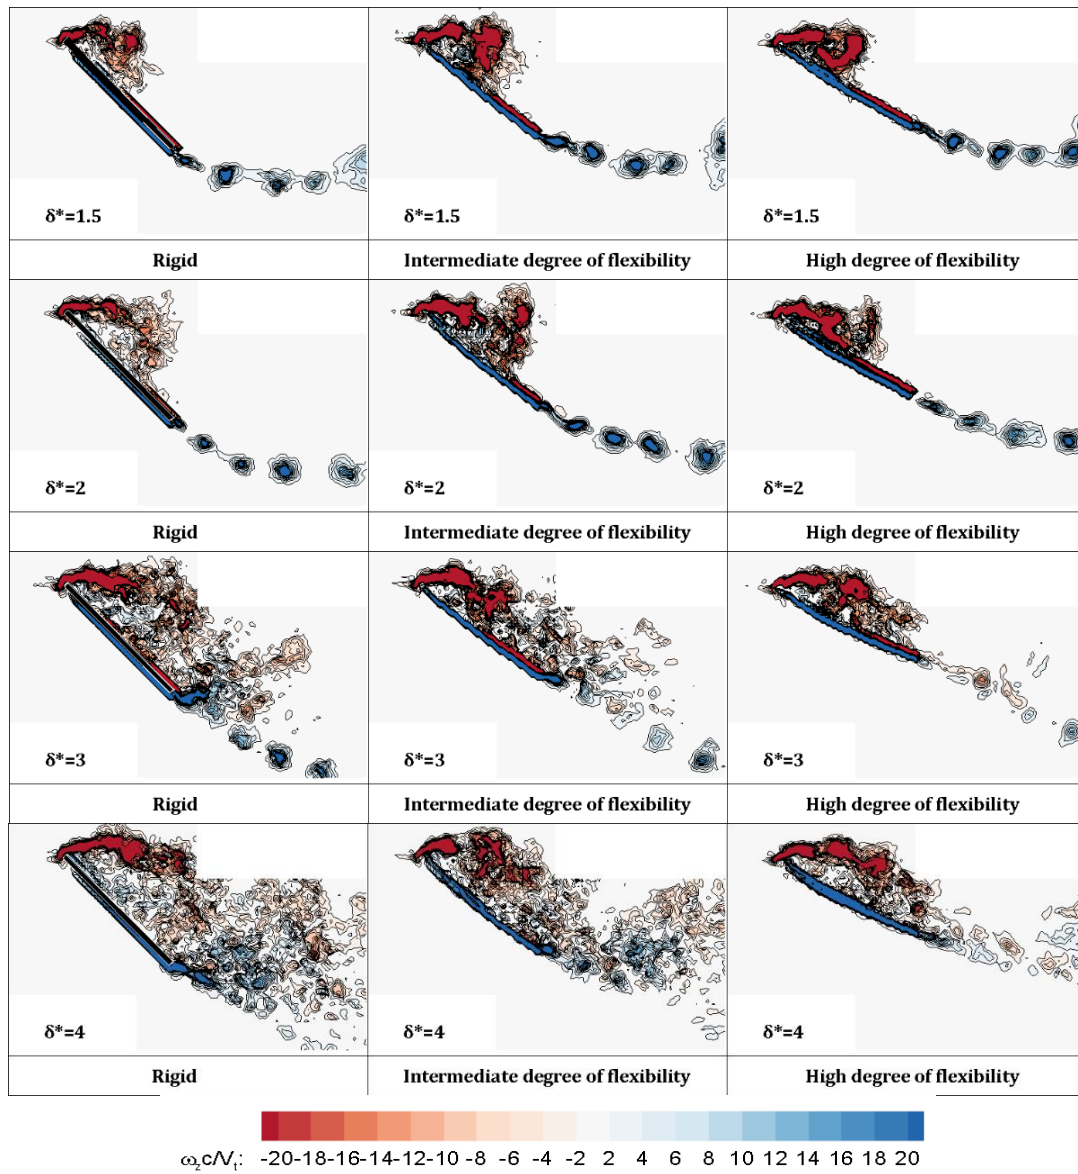 δ*=1.5 δ*=1.5 δ*=1.5
Rigid Intermediate degree of flexibility High degree of flexibility
δ*=2 δ*=2 δ*=2
Rigid Intermediate degree of flexibility High degree of flexibility
δ*=3 δ*=3 δ*=3
Rigid Intermediate degree of flexibility High degree of flexibility
δ*=4 δ*=4 δ*=4
Rigid Intermediate degree of flexibility High degree of flexibility
ω_zc/V_t: -20 -18 -16 -14 -12 -10 -8 -6 -4 -2 2 4 6 8 10 12 14 16 18 20